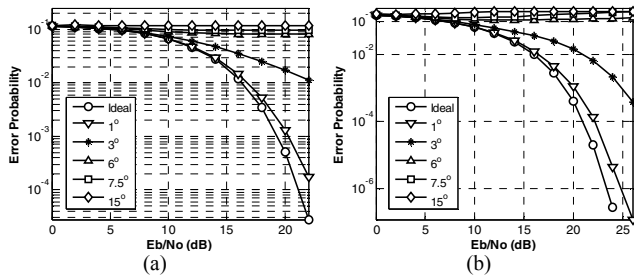 10⁻¹
10⁻²
10⁻³
10⁻⁴
Error Probability
Ideal
1°
3°
6°
7.5°
15°
0 5 10 15 20
Eb/No (dB)
(a)
10⁻¹
10⁻²
10⁻⁴
10⁻⁶
Error Probability
Ideal
1°
3°
6°
7.5°
15°
0 5 10 15 20 25
Eb/No (dB)
(b)